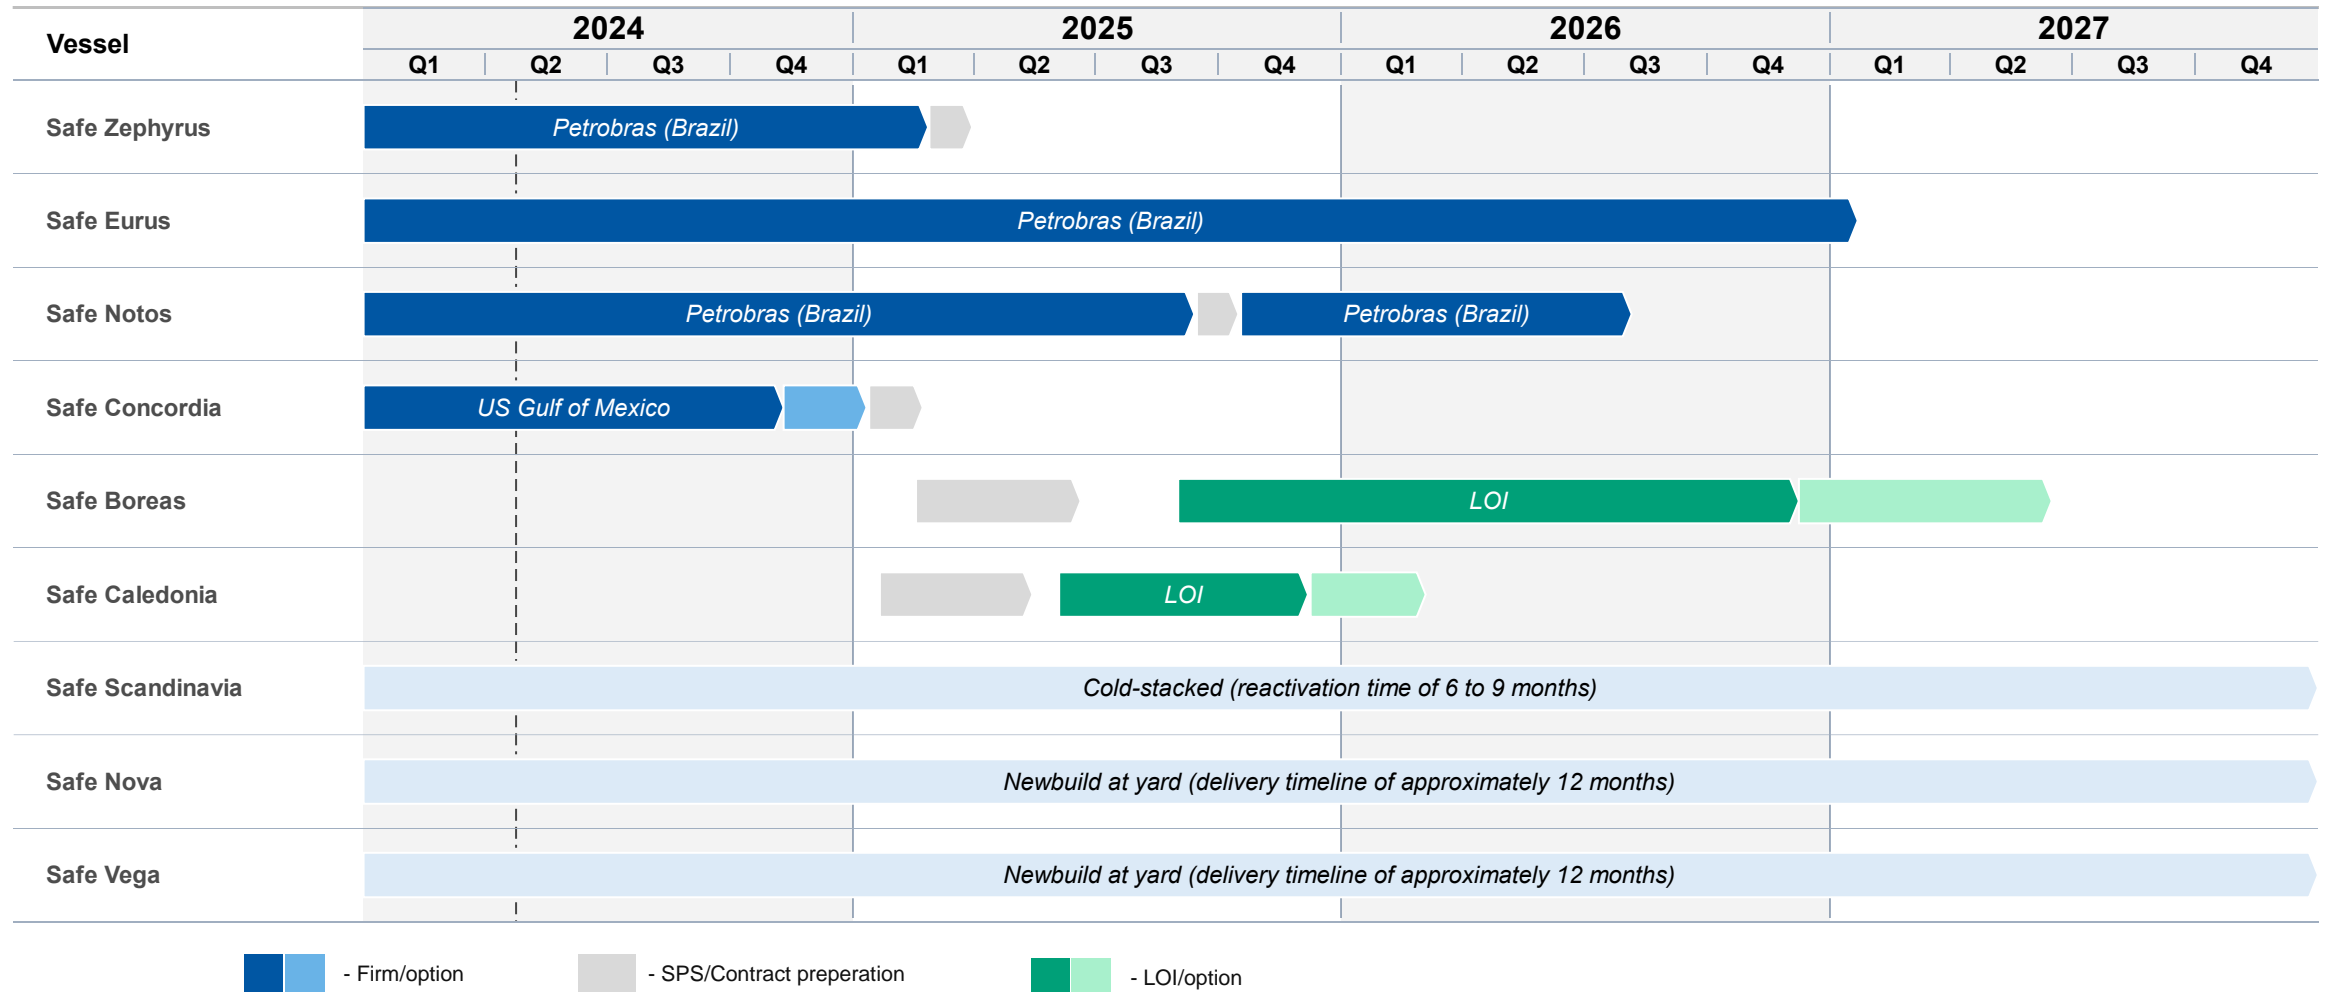 Vessel
2024 2025 2026 2027
Q1 Q2 Q3 Q4 Q1 Q2 Q3 Q4 Q1 Q2 Q3 Q4 Q1 Q2 Q3 Q4
Safe Zephyrus Petrobras (Brazil)
Safe Eurus Petrobras (Brazil)
Safe Notos Petrobras (Brazil) Petrobras (Brazil)
Safe Concordia US Gulf of Mexico
Safe Boreas LOI
Safe Caledonia LOI
Safe Scandinavia Cold-stacked (reactivation time of 6 to 9 months)
Safe Nova Newbuild at yard (delivery timeline of approximately 12 months)
Safe Vega Newbuild at yard (delivery timeline of approximately 12 months)
- Firm/option - SPS/Contract preperation - LOI/option